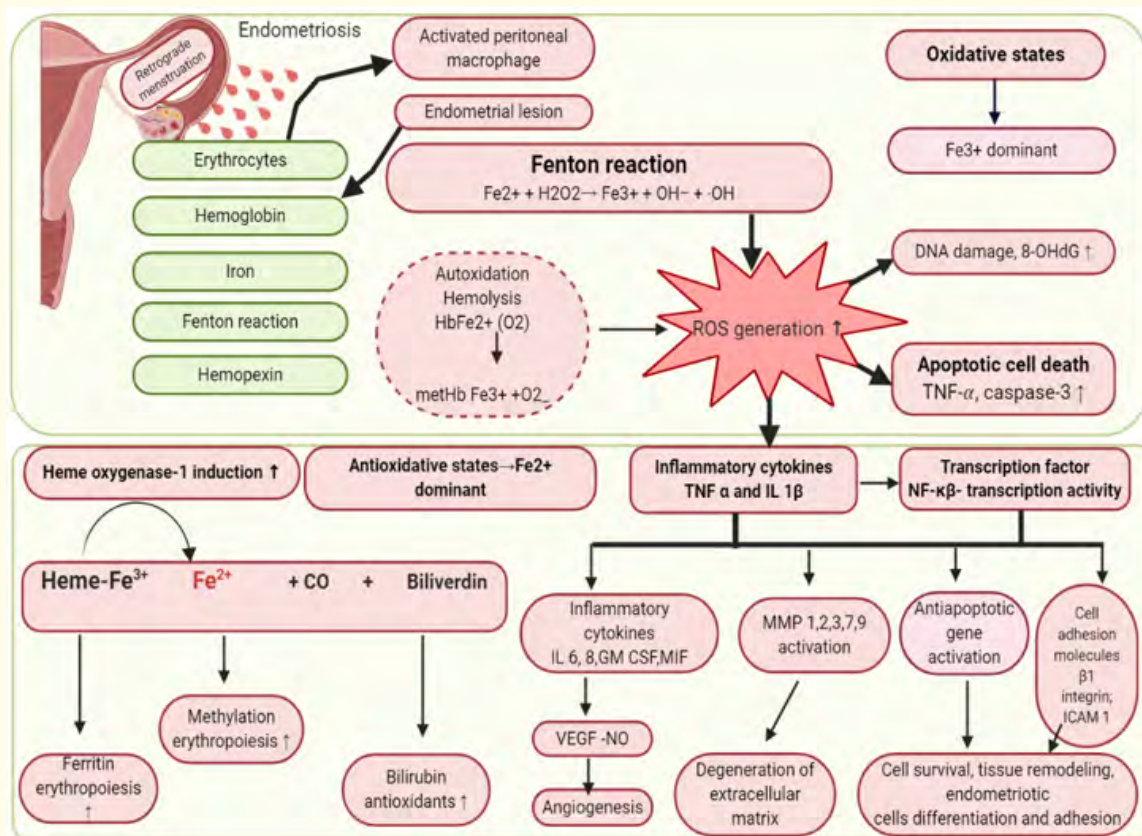 Endometriosis
Retrograde
menstruation
Activated peritoneal
macrophage
Endometrial lesion
Oxidative states
Fe3+ dominant
Erythrocytes
Hemoglobin
Iron
Fenton reaction
Hemopexin
Fenton reaction
Fe2+ + H2O2→ Fe3+ + OH− + ·OH
Autoxidation
Hemolysis
HbFe2+ (O2)
metHb Fe3+ +O2_
ROS generation ↑
DNA damage, 8-OHdG ↑
Apoptotic cell death
TNF-α, caspase-3 ↑
Heme oxygenase-1 induction ↑
Antioxidative states→Fe2+
dominant
Inflammatory cytokines
TNF α and IL 1β
Transcription factor
NF-κβ- transcription activity
Heme-Fe³⁺ Fe²⁺ + CO + Biliverdin
Ferritin
erythropoiesis
↑
Methylation
erythropoiesis ↑
Bilirubin
antioxidants ↑
Inflammatory
cytokines
IL 6, 8,GM CSF,MIF
VEGF -NO
Angiogenesis
MMP 1,2,3,7,9
activation
Degeneration of
extracellular
matrix
Antiapoptotic
gene
activation
Cell
adhesion
molecules
β1
integrin;
ICAM 1
Cell survival, tissue remodeling,
endometriotic
cells differentiation and adhesion